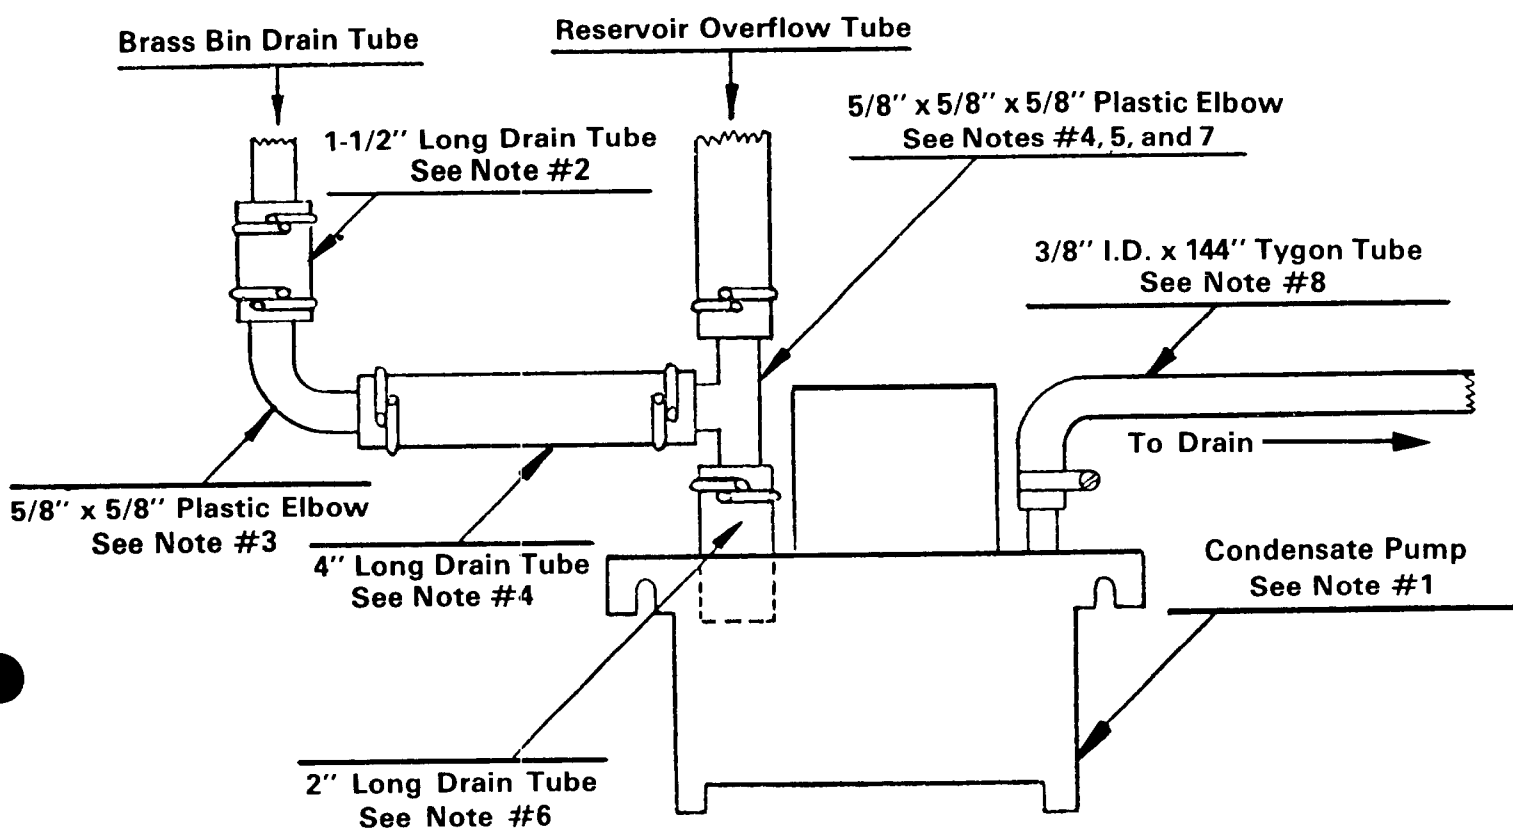 Brass Bin Drain Tube
Reservoir Overflow Tube
5/8'' x 5/8'' x 5/8'' Plastic Elbow
See Notes #4, 5, and 7
1-1/2'' Long Drain Tube
See Note #2
3/8'' I.D. x 144'' Tygon Tube
See Note #8
To Drain
5/8'' x 5/8'' Plastic Elbow
See Note #3
4'' Long Drain Tube
See Note #4
Condensate Pump
See Note #1
2'' Long Drain Tube
See Note #6